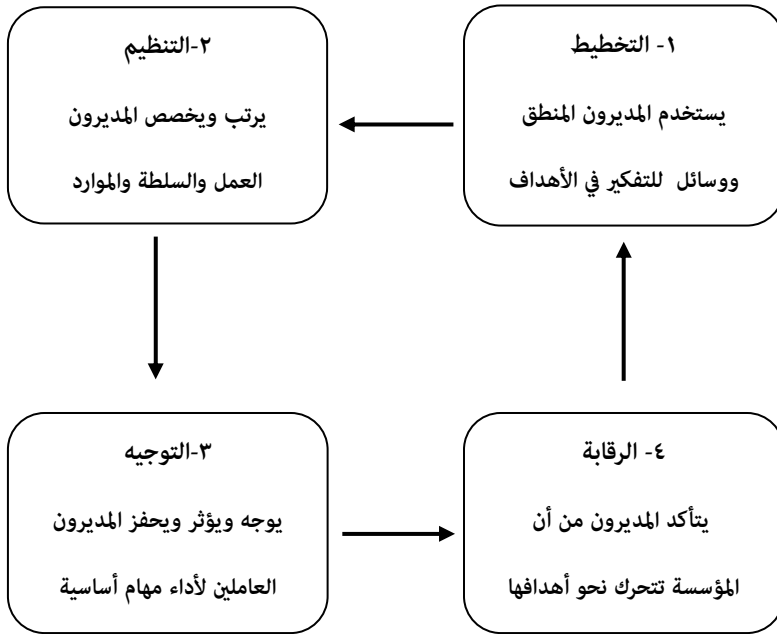 ١- التخطيط
يستخدم المديرون المنطق
ووسائل للتفكير في الأهداف
٢-التنظيم
يرتب ويخصص المديرون
العمل والسلطة والموارد
٣-التوجيه
يوجه ويؤثر ويحفز المديرون
العاملين لأداء مهام أساسية
٤- الرقابة
يتأكد المديرون من أن
المؤسسة تتحرك نحو أهدافها